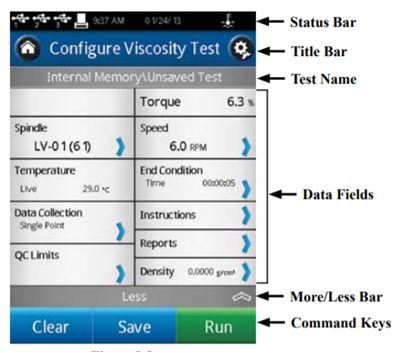 1 2 3 9:37 AM 01/24/13
Status Bar
Configure Viscosity Test
Title Bar
Internal Memory\Unsaved Test
Test Name
Torque 6.3 %
Spindle
LV-01 (61)
Speed
6.0 RPM
Temperature
Live 29.0 °C
End Condition
Time 00:00:05
Data Fields
Data Collection
Single Point
Instructions
Reports
QC Limits
Density 0.0000 g/cm³
Less
More/Less Bar
Clear Save Run
Command Keys